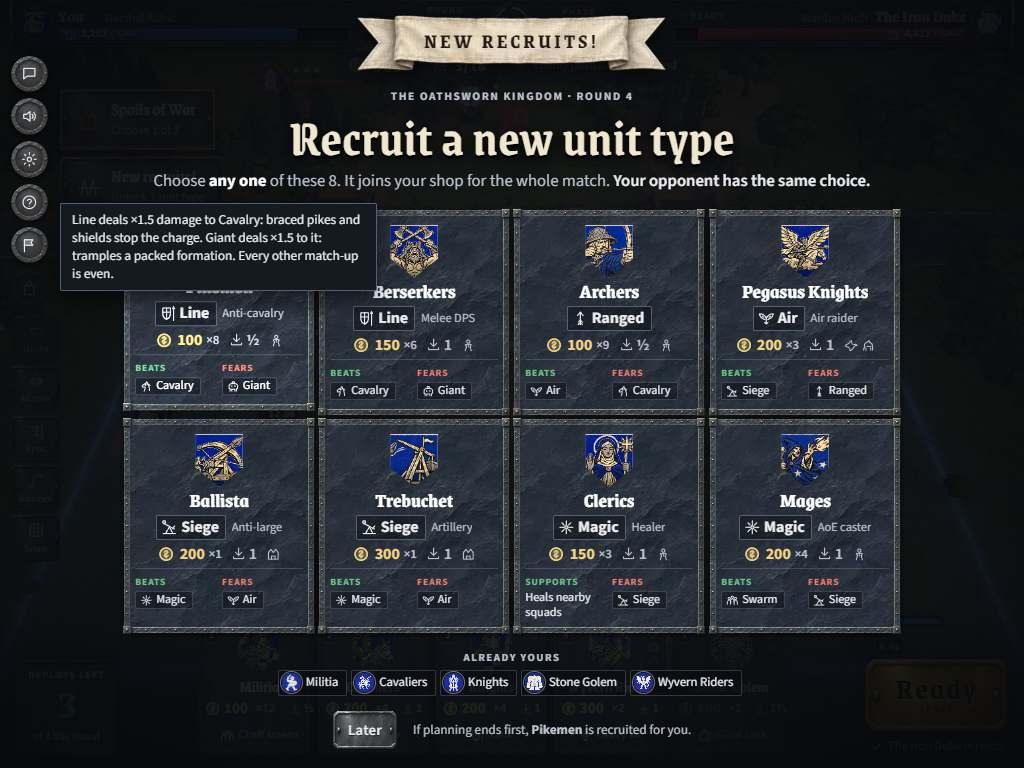 NEW RECRUITS!
THE OATHSWORN KINGDOM · ROUND 4
Recruit a new unit type
Choose any one of these 8. It joins your shop for the whole match. Your opponent has the same choice.
Line deals ×1.5 damage to Cavalry: braced pikes and
shields stop the charge. Giant deals ×1.5 to it:
tramples a packed formation. Every other match-up
is even.
Spoils of War
Line Anti-cavalry
100 ×8 ½
BEATS FEARS
Cavalry Giant
Berserkers
Line Melee DPS
150 ×6 1
BEATS FEARS
Cavalry Giant
Archers
Ranged
100 ×9 ½
BEATS FEARS
Air Cavalry
Pegasus Knights
Air Air raider
200 ×3 1
BEATS FEARS
Siege Ranged
Ballista
Siege Anti-large
200 ×1 1
BEATS FEARS
Magic Air
Trebuchet
Siege Artillery
300 ×1 1
BEATS FEARS
Magic Air
Clerics
Magic Healer
150 ×3 1
SUPPORTS FEARS
Heals nearby
squads
Siege
Mages
Magic AoE caster
200 ×4 1
BEATS FEARS
Swarm Siege
ALREADY YOURS
Militia Cavaliers Knights Stone Golem Wyvern Riders
Later If planning ends first, Pikemen is recruited for you.
3
Ready